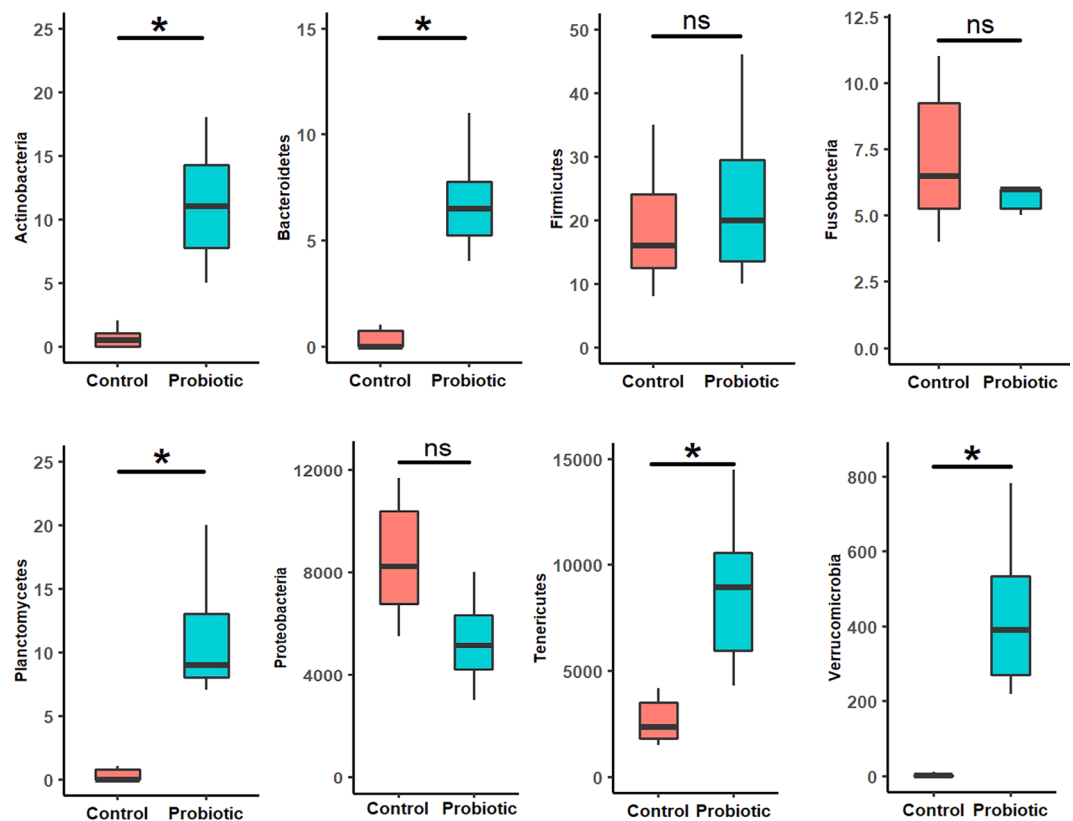 Actinobacteria
25
20
15
10
5
0
*
Control Probiotic
Bacteroidetes
15
10
5
0
*
Control Probiotic
Firmicutes
50
40
30
20
10
0
ns
Control Probiotic
Fusobacteria
12.5
10.0
7.5
5.0
2.5
0.0
ns
Control Probiotic
Planctomycetes
25
20
15
10
5
0
*
Control Probiotic
Proteobacteria
12000
8000
4000
0
ns
Control Probiotic
Tenericutes
15000
10000
5000
0
*
Control Probiotic
Verrucomicrobia
800
600
400
200
0
*
Control Probiotic